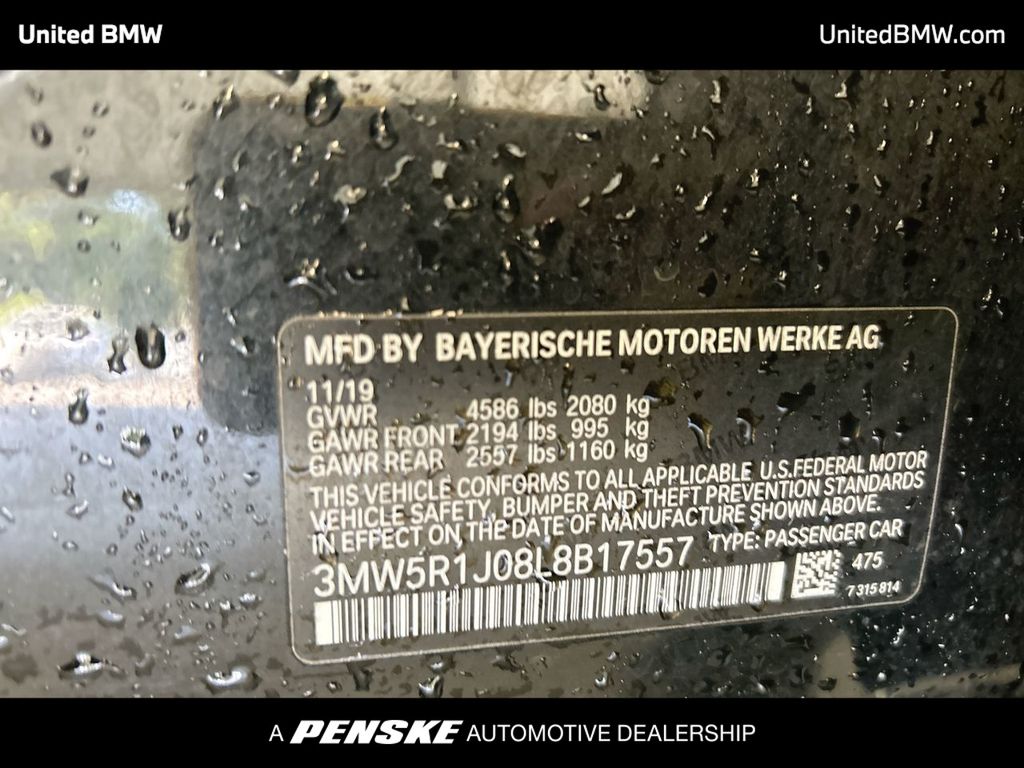 United BMW
UnitedBMW.com
MFD BY BAYERISCHE MOTOREN WERKE AG
11/19
GVWR 4586 lbs 2080 kg
GAWR FRONT 2194 lbs 995 kg
GAWR REAR 2557 lbs 1160 kg
THIS VEHICLE CONFORMS TO ALL APPLICABLE U.S.FEDERAL MOTOR
VEHICLE SAFETY, BUMPER AND THEFT PREVENTION STANDARDS
IN EFFECT ON THE DATE OF MANUFACTURE SHOWN ABOVE.
3MW5R1J08L8B17557 TYPE: PASSENGER CAR
475
7315814
A PENSKE AUTOMOTIVE DEALERSHIP